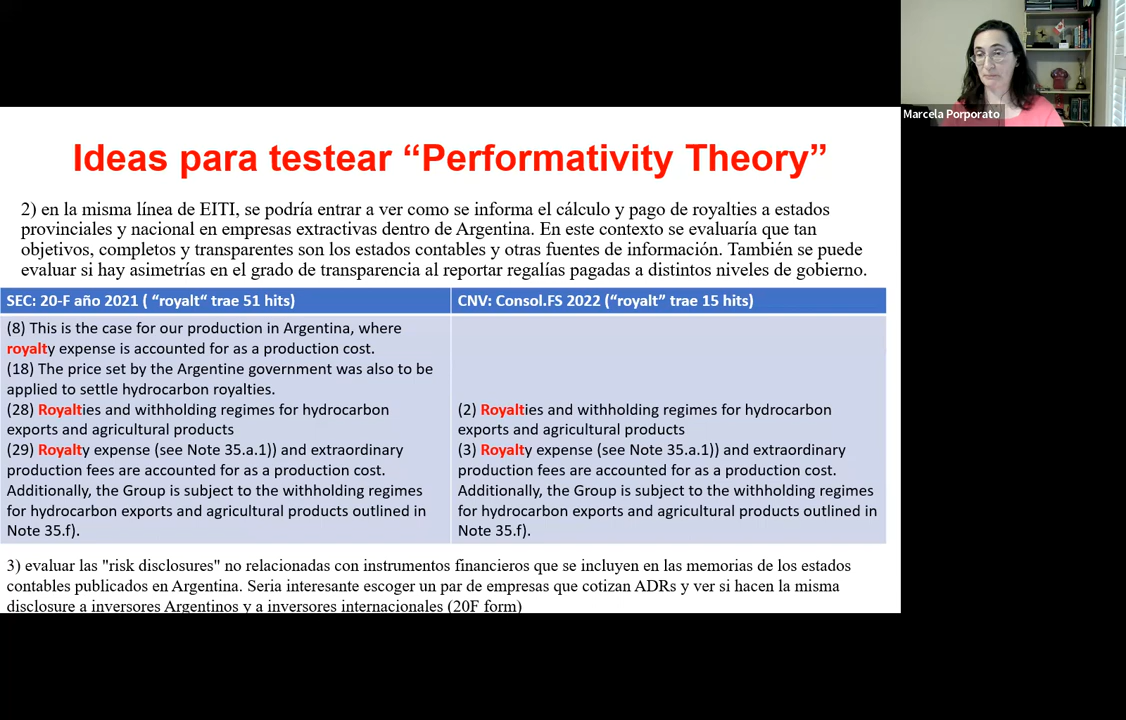 Marcela Porporato
Ideas para testear “Performativity Theory”
2) en la misma línea de EITI, se podría entrar a ver como se informa el cálculo y pago de royalties a estados
provinciales y nacional en empresas extractivas dentro de Argentina. En este contexto se evaluaría que tan
objetivos, completos y transparentes son los estados contables y otras fuentes de información. También se puede
evaluar si hay asimetrías en el grado de transparencia al reportar regalías pagadas a distintos niveles de gobierno.
SEC: 20-F año 2021 ( “royalt“ trae 51 hits)
(8) This is the case for our production in Argentina, where
royalty expense is accounted for as a production cost.
(18) The price set by the Argentine government was also to be
applied to settle hydrocarbon royalties.
(28) Royalties and withholding regimes for hydrocarbon
exports and agricultural products
(29) Royalty expense (see Note 35.a.1)) and extraordinary
production fees are accounted for as a production cost.
Additionally, the Group is subject to the withholding regimes
for hydrocarbon exports and agricultural products outlined in
Note 35.f).
CNV: Consol.FS 2022 (“royalt” trae 15 hits)
(2) Royalties and withholding regimes for hydrocarbon
exports and agricultural products
(3) Royalty expense (see Note 35.a.1)) and extraordinary
production fees are accounted for as a production cost.
Additionally, the Group is subject to the withholding regimes
for hydrocarbon exports and agricultural products outlined in
Note 35.f).
3) evaluar las "risk disclosures" no relacionadas con instrumentos financieros que se incluyen en las memorias de los estados
contables publicados en Argentina. Seria interesante escoger un par de empresas que cotizan ADRs y ver si hacen la misma
disclosure a inversores Argentinos y a inversores internacionales (20F form)